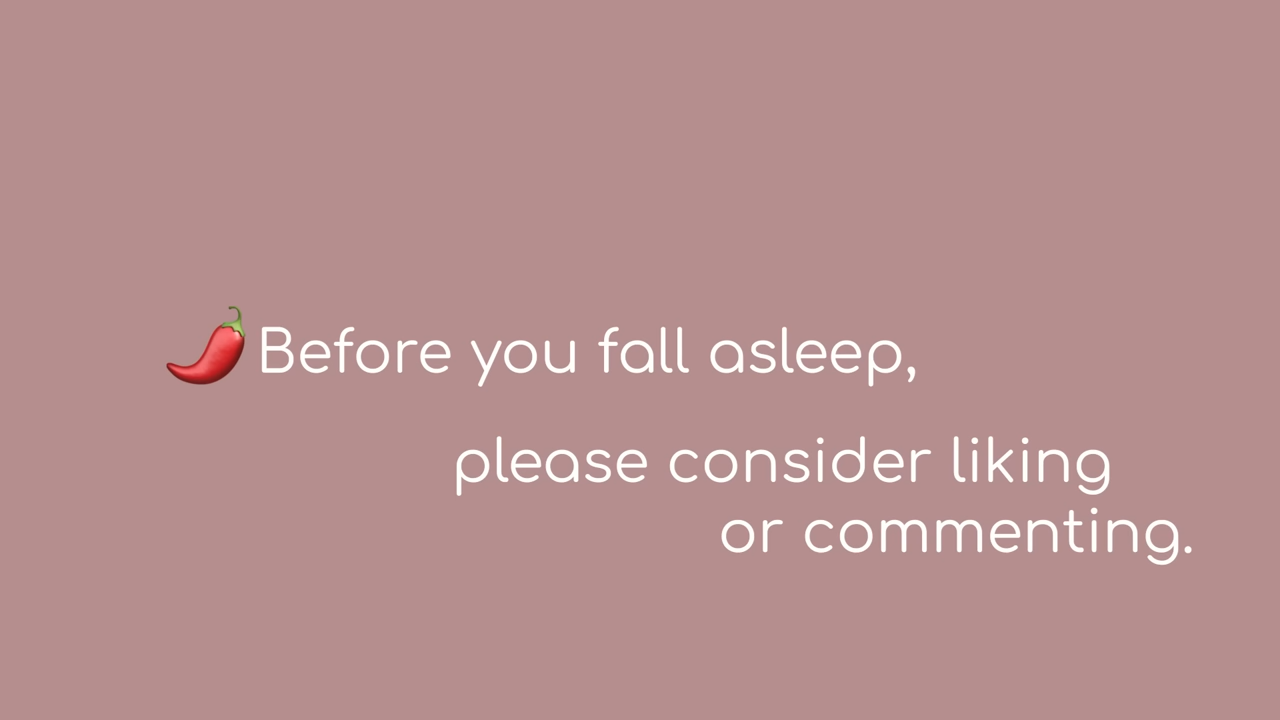 🌶️Before you fall asleep,
please consider liking
or commenting.